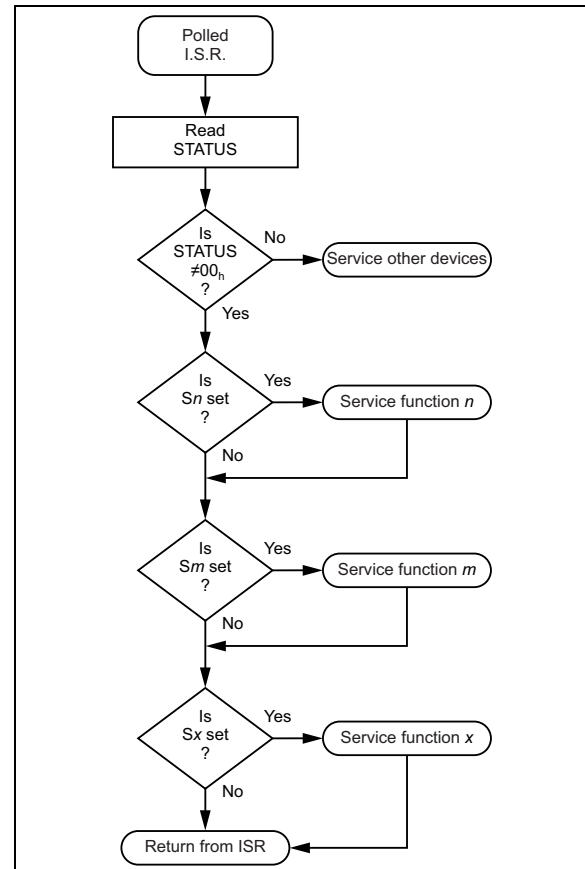 Polled
I.S.R.
Read
STATUS
Is
STATUS
≠00h
?
No
Service other devices
Yes
Is
Sn set
?
Yes
Service function n
No
Is
Sm set
?
Yes
Service function m
No
Is
Sx set
?
Yes
Service function x
No
Return from ISR